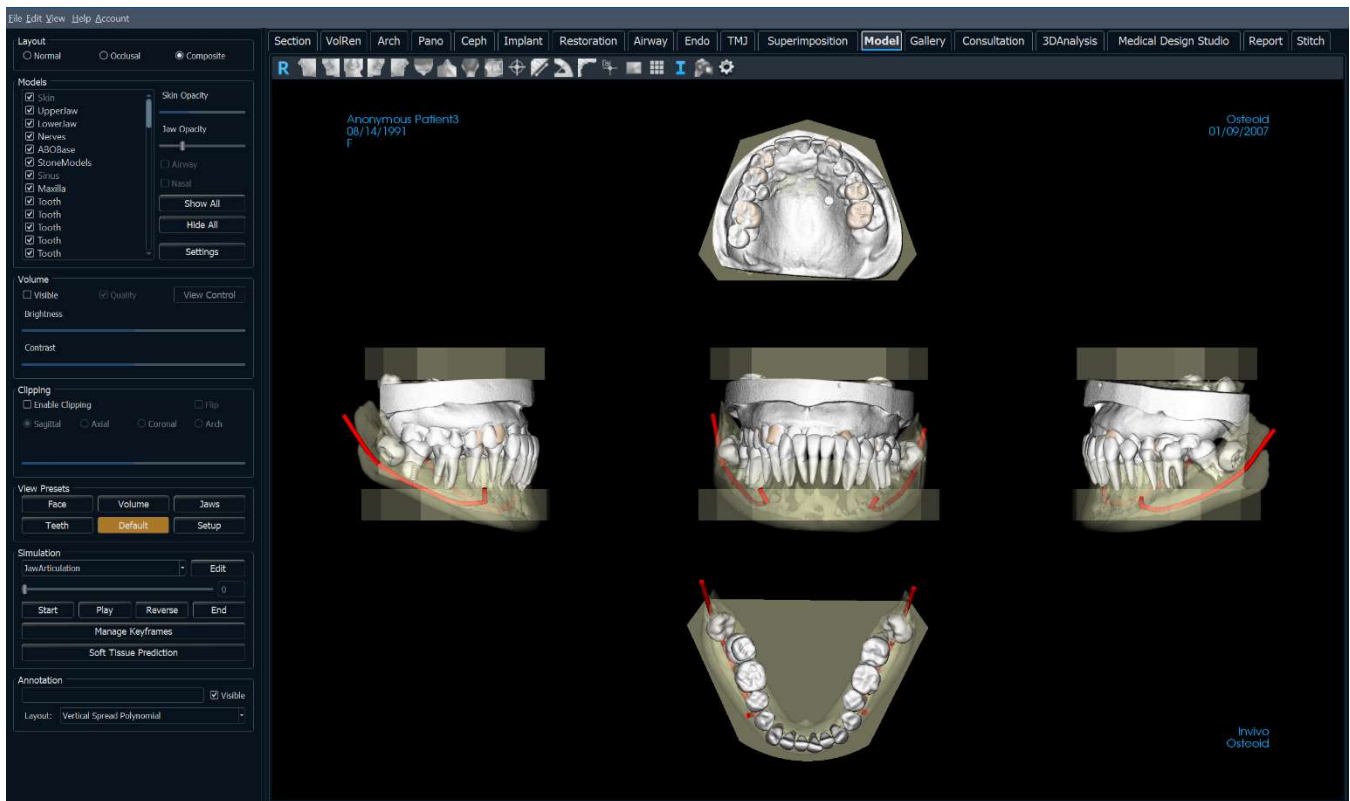 File Edit View Help Account
Layout
Normal Occlusal Composite
Models
Skin
UpperJaw
LowerJaw
Nerves
ABOBase
StoneModels
Sinus
Maxilla
Tooth
Tooth
Tooth
Tooth
Tooth
Skin Opacity
Jaw Opacity
Airway
Nasal
Show All
Hide All
Settings
Volume
Visible Quality View Control
Brightness
Contrast
Clipping
Enable Clipping Flip
Sagittal Axial Coronal Arch
View Presets
Face Volume Jaws
Teeth Default Setup
Simulation
JawArticulation Edit
0
Start Play Reverse End
Manage Keyframes
Soft Tissue Prediction
Annotation
Visible
Layout: Vertical Spread Polynomial
Section VolRen Arch Pano Ceph Implant Restoration Airway Endo TMJ Superimposition Model Gallery Consultation 3DAnalysis Medical Design Studio Report Stitch
R I
Anonymous Patient3
08/14/1991
F
Osteoid
01/09/2007
Invivo
Osteoid